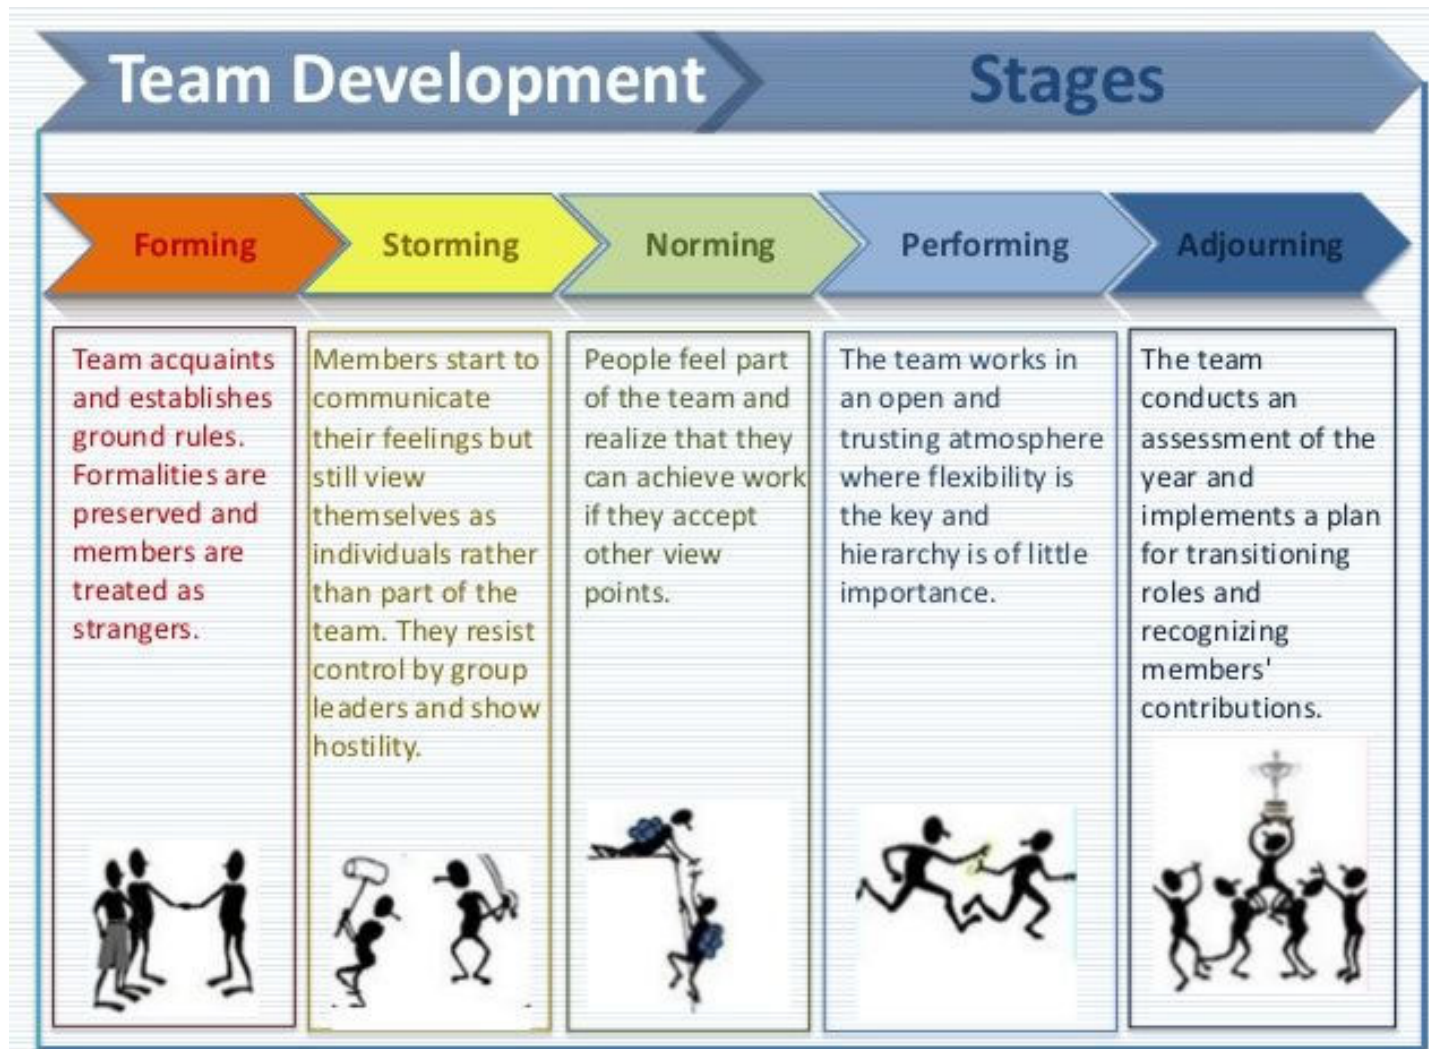 Team Development Stages
Forming
Storming
Norming
Performing
Adjourning
Team acquaints
and establishes
ground rules.
Formalities are
preserved and
members are
treated as
strangers.
Members start to
communicate
their feelings but
still view
themselves as
individuals rather
than part of the
team. They resist
control by group
leaders and show
hostility.
People feel part
of the team and
realize that they
can achieve work
if they accept
other view
points.
The team works in
an open and
trusting atmosphere
where flexibility is
the key and
hierarchy is of little
importance.
The team
conducts an
assessment of the
year and
implements a plan
for transitioning
roles and
recognizing
members'
contributions.